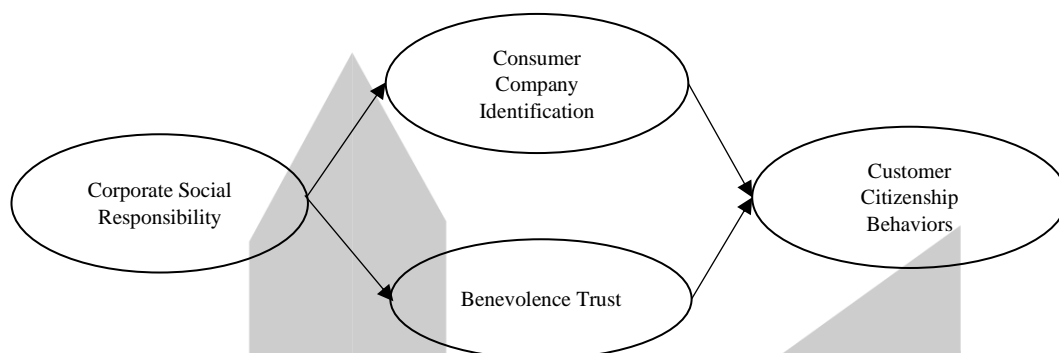 Consumer
Company
Identification
Corporate Social
Responsibility
Customer
Citizenship
Behaviors
Benevolence Trust